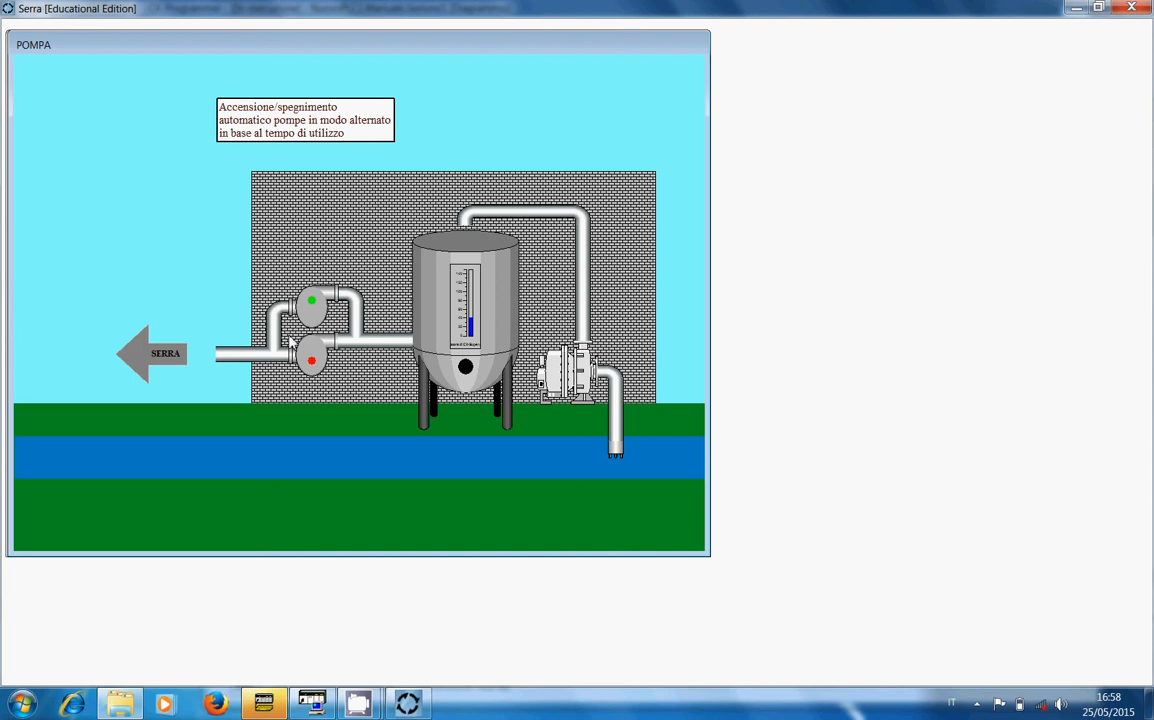 Serra [Educational Edition]
POMPA
Accensione/spegnimento
automatico pompe in modo alternato
in base al tempo di utilizzo
SERRA
IT
16:58
25/05/2015